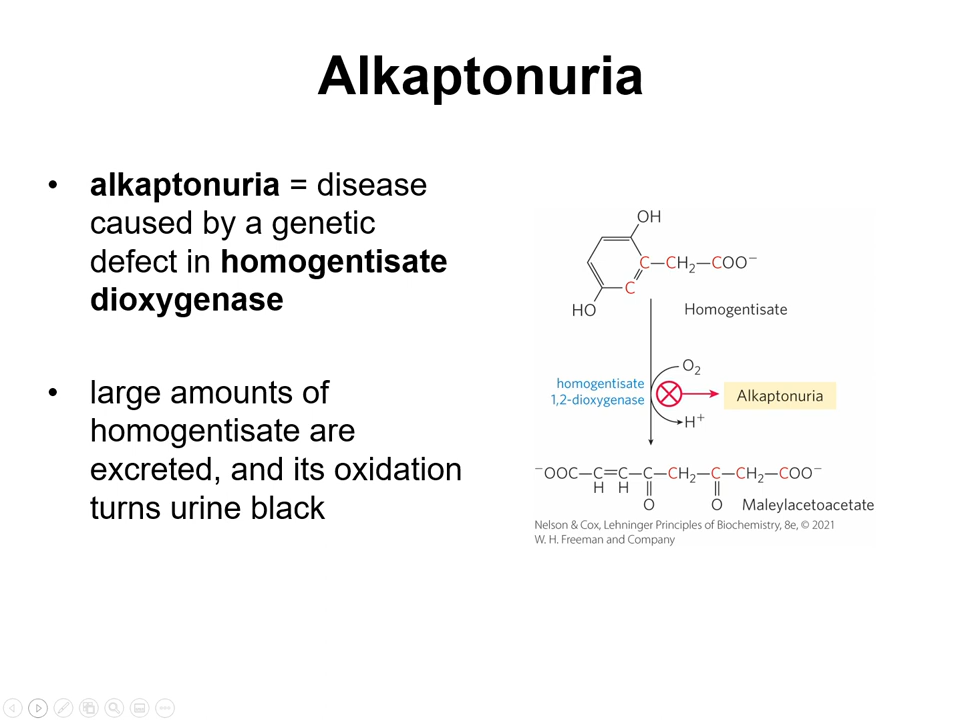 Alkaptonuria
• alkaptonuria = disease
caused by a genetic
defect in homogentisate
dioxygenase
• large amounts of
homogentisate are
excreted, and its oxidation
turns urine black
OH
C—CH₂—COO⁻
C
HO
Homogentisate
O₂
homogentisate
1,2-dioxygenase
Alkaptonuria
H⁺
⁻OOC—C=C—C—CH₂—C—CH₂—COO⁻
H H O O
Maleylacetoacetate
Nelson & Cox, Lehninger Principles of Biochemistry, 8e, © 2021
W. H. Freeman and Company